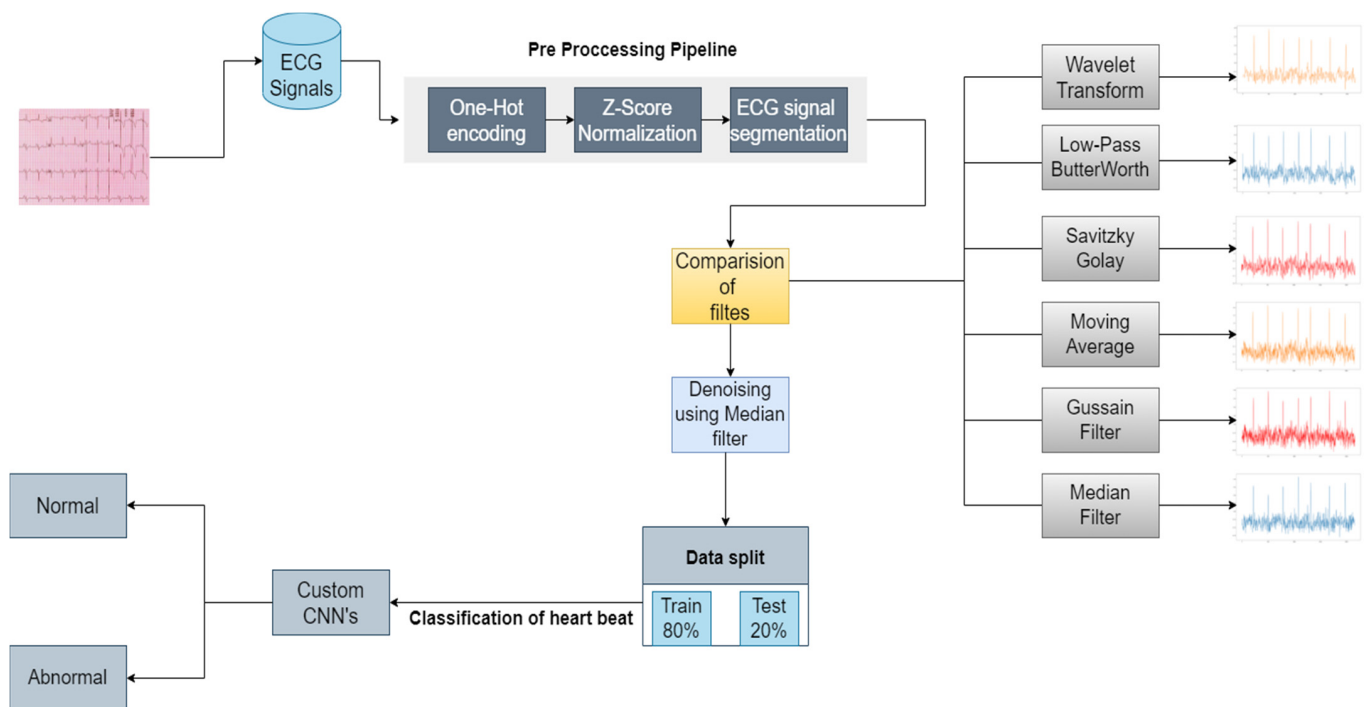 ECG
Signals
Pre Proccessing Pipeline
One-Hot
encoding
Z-Score
Normalization
ECG signal
segmentation
Wavelet
Transform
Low-Pass
ButterWorth
Savitzky
Golay
Moving
Average
Gussain
Filter
Median
Filter
Comparision
of
filtes
Denoising
using Median
filter
Data split
Train
80%
Test
20%
Classification of heart beat
Custom
CNN's
Normal
Abnormal